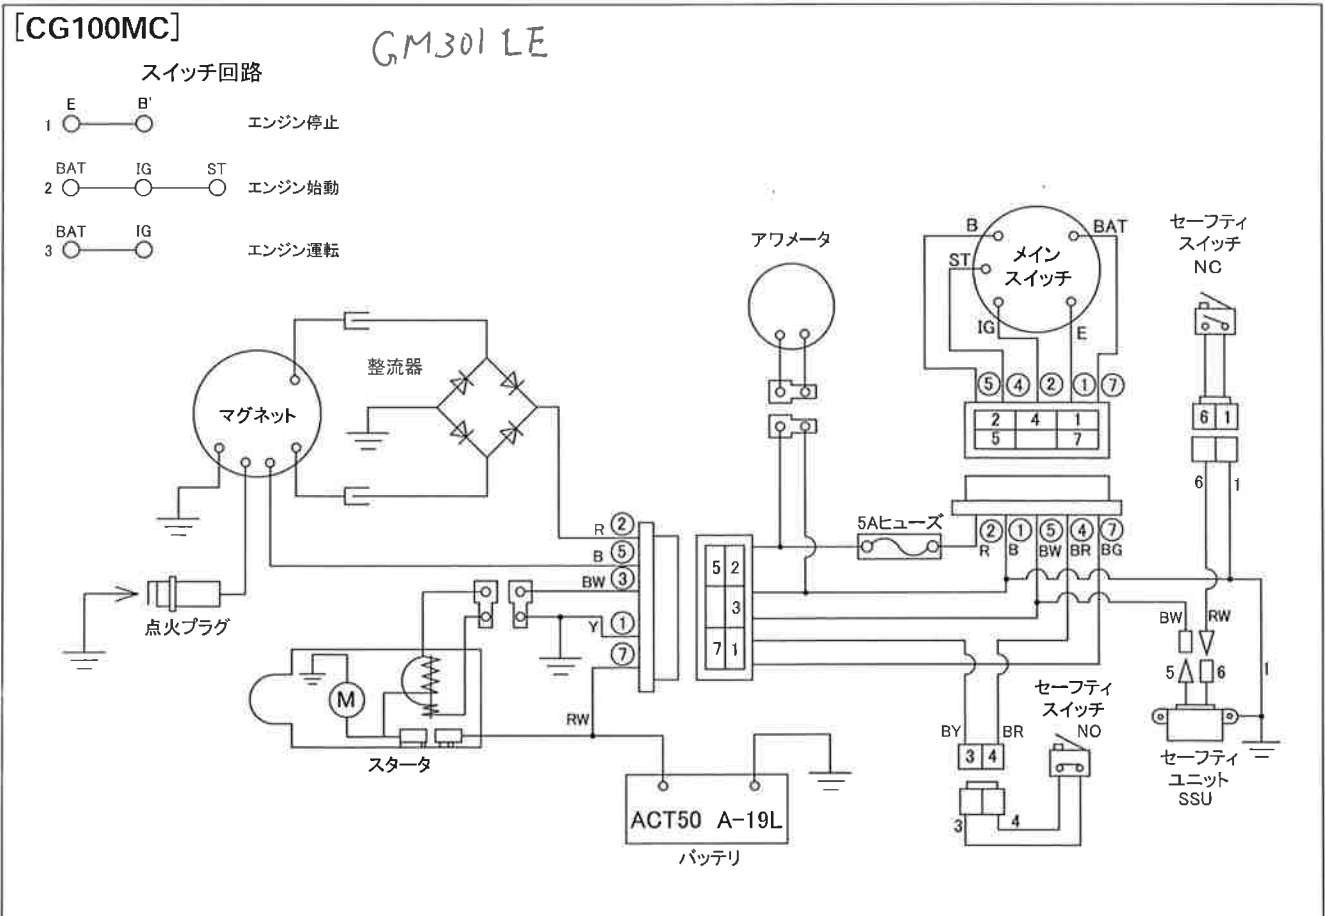 [CG100MC]
GM301LE
スイッチ回路
E B'
1 エンジン停止
BAT IG ST
2 エンジン始動
BAT IG
3 エンジン運転
アワメータ
B BAT
ST
メイン
スイッチ
IG E
⑤ ④ ② ① ⑦
2 4 1
5 7
セーフティ
スイッチ
NC
6 1
6 1
整流器
マグネット
点火プラグ
R ②
B ⑤
BW ③
Y ①
⑦
RW
5 2
3
7 1
5Aヒューズ
② ① ⑤ ④ ⑦
R B BW BR BG
BW RW
5 6
1
セーフティ
ユニット
SSU
セーフティ
スイッチ
NO
BY BR
3 4
3 4
M
スタータ
ACT50 A-19L
バッテリ